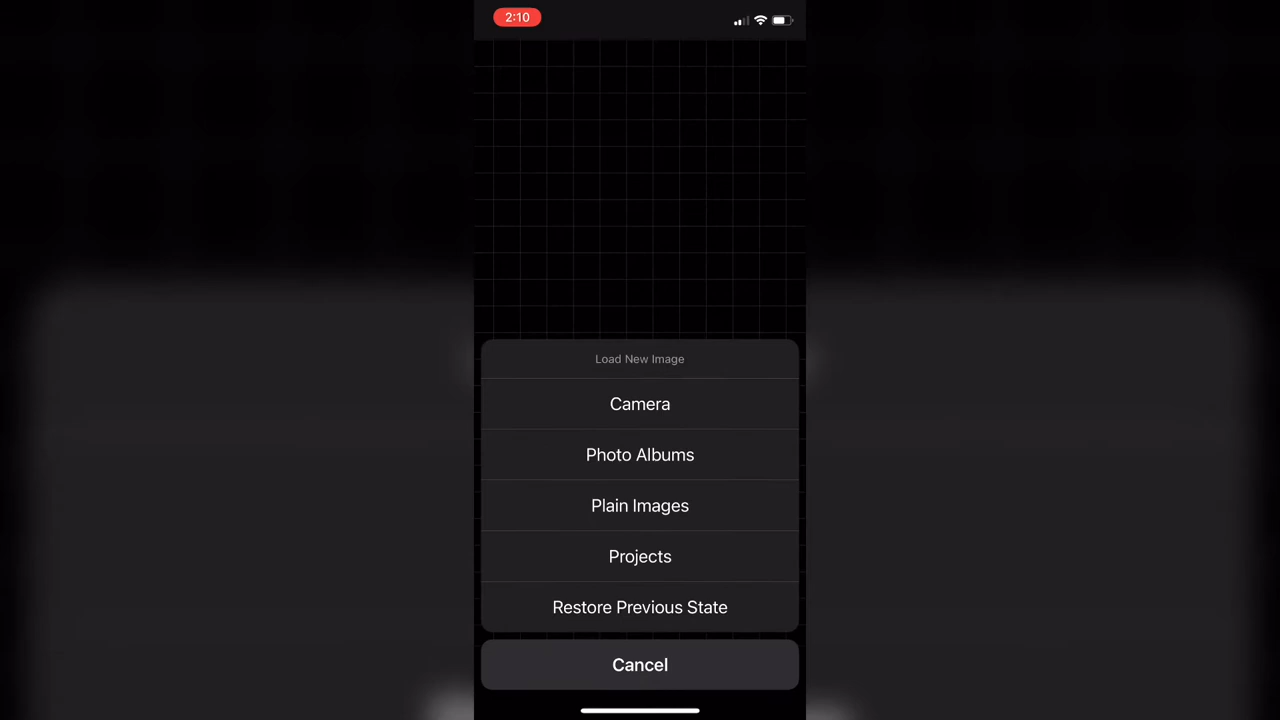 2:10
Load New Image
Camera
Photo Albums
Plain Images
Projects
Restore Previous State
Cancel